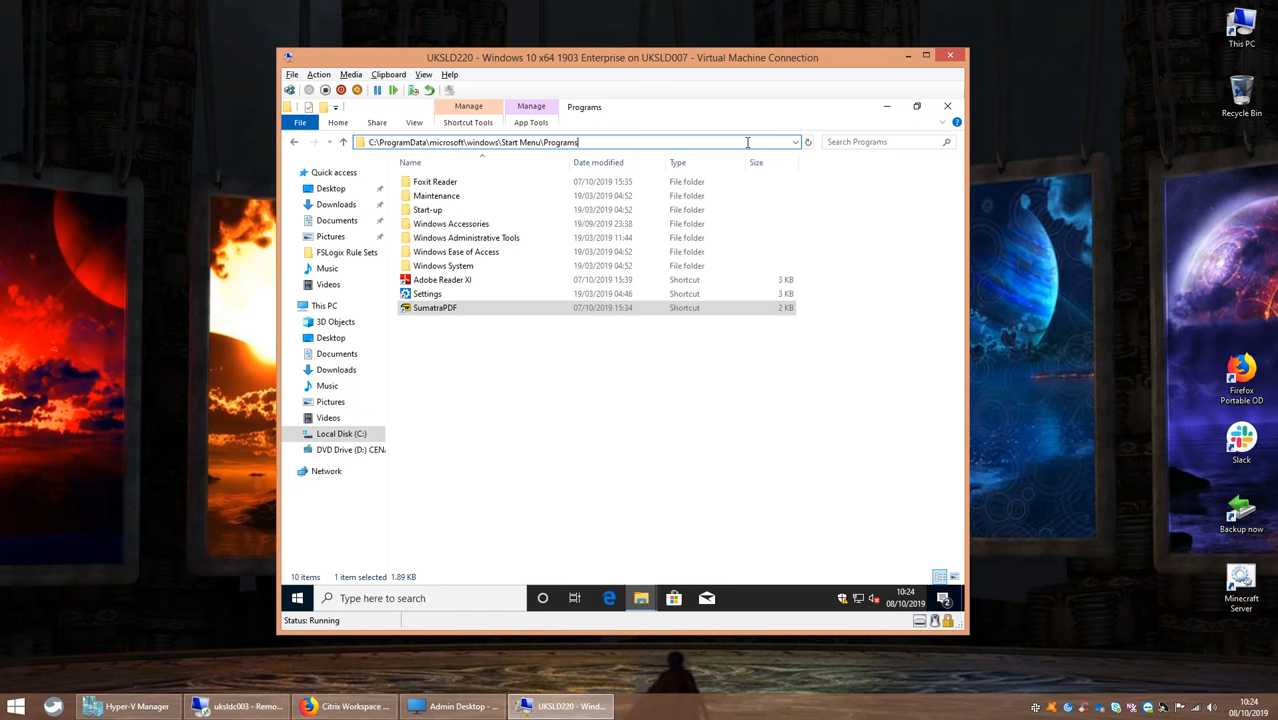 This PC
Recycle Bin
Firefox
Portable OD
Slack
Backup now
Minecraft
Server
UKSLD220 - Windows 10 x64 1903 Enterprise on UKSLD007 - Virtual Machine Connection
File Action Media Clipboard View Help
Manage Manage Programs
File Home Share View Shortcut Tools App Tools
C:\ProgramData\microsoft\windows\Start Menu\Programs Search Programs
Name Date modified Type Size
Quick access
Desktop
Downloads
Documents
Pictures
FSLogix Rule Sets
Music
Videos
This PC
3D Objects
Desktop
Documents
Downloads
Music
Pictures
Videos
Local Disk (C:)
DVD Drive (D:) CEN
Network
Foxit Reader 07/10/2019 15:35 File folder
Maintenance 19/03/2019 04:52 File folder
Start-up 19/03/2019 04:52 File folder
Windows Accessories 19/09/2019 23:38 File folder
Windows Administrative Tools 19/03/2019 11:44 File folder
Windows Ease of Access 19/03/2019 04:52 File folder
Windows System 19/03/2019 04:52 File folder
Adobe Reader XI 07/10/2019 15:39 Shortcut 3 KB
Settings 19/03/2019 04:46 Shortcut 3 KB
SumatraPDF 07/10/2019 15:34 Shortcut 2 KB
10 items 1 item selected 1.89 KB
Type here to search
10:24
08/10/2019
2
Status: Running
Hyper-V Manager uksldc003 - Remo... Citrix Workspace ... Admin Desktop - ... UKSLD220 - Wind...
10:24
08/10/2019